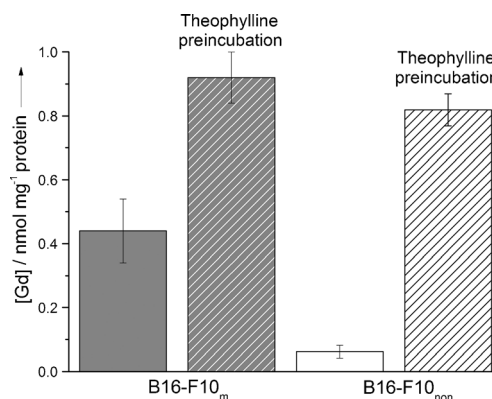 Theophylline
preincubation
Theophylline
preincubation
[Gd] / nmol mg⁻¹ protein ⟶
1.0
0.8
0.6
0.4
0.2
0.0
B16-F10ₘ
B16-F10ₙₒₙ